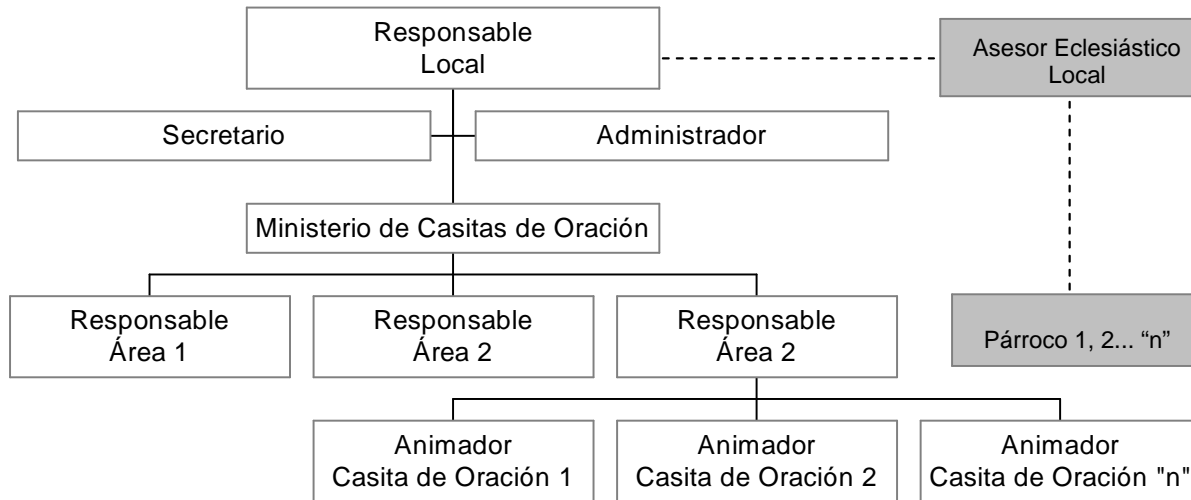 Responsable
Local
Asesor Eclesiástico
Local
Secretario
Administrador
Ministerio de Casitas de Oración
Responsable
Área 1
Responsable
Área 2
Responsable
Área 2
Párroco 1, 2... “n”
Animador
Casita de Oración 1
Animador
Casita de Oración 2
Animador
Casita de Oración "n"